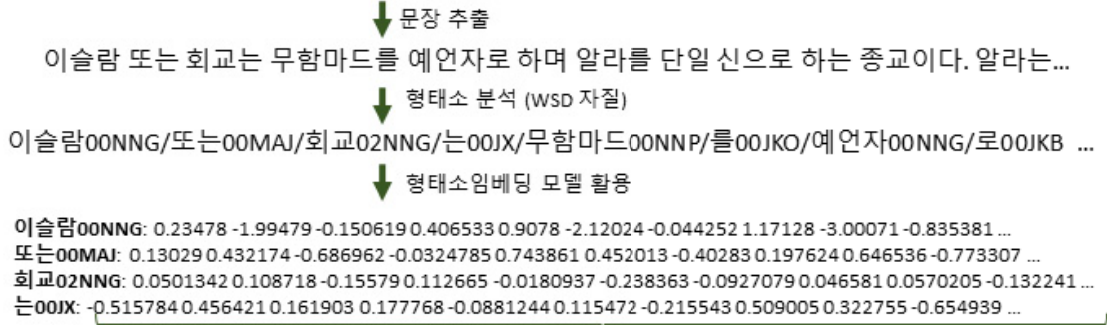 문장 추출
이슬람 또는 회교는 무함마드를 예언자로 하며 알라를 단일 신으로 하는 종교이다. 알라는...
형태소 분석 (WSD 자질)
이슬람00NNG/또는00MAJ/회교02NNG/는00JX/무함마드00NNP/를00JKO/예언자00NNG/로00JKB ...
형태소임베딩 모델 활용
이슬람00NNG: 0.23478 -1.99479 -0.150619 0.406533 0.9078 -2.12024 -0.044252 1.17128 -3.00071 -0.835381 ...
또는00MAJ: 0.13029 0.432174 -0.686962 -0.0324785 0.743861 0.452013 -0.40283 0.197624 0.646536 -0.773307 ...
회교02NNG: 0.0501342 0.108718 -0.15579 0.112665 -0.0180937 -0.238363 -0.0927079 0.046581 0.0570205 -0.132241 ...
는00JX: -0.515784 0.456421 0.161903 0.177768 -0.0881244 0.115472 -0.215543 0.509005 0.322755 -0.654939 ...